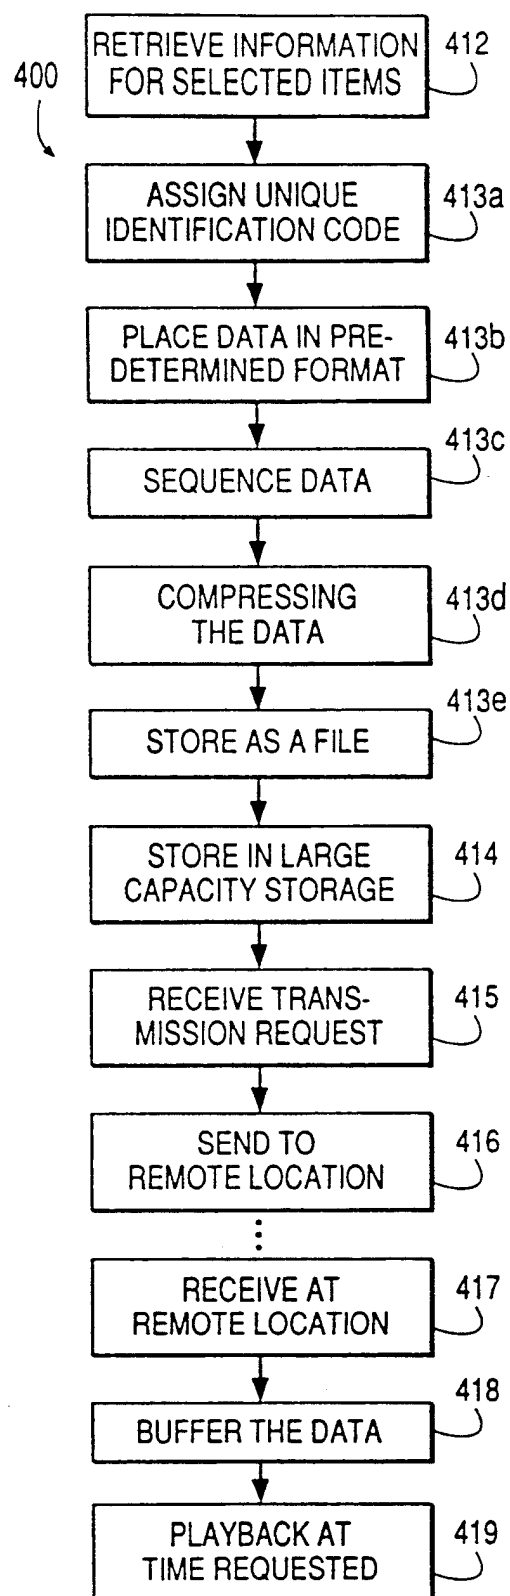 RETRIEVE INFORMATION
FOR SELECTED ITEMS
412
400
ASSIGN UNIQUE
IDENTIFICATION CODE
413a
PLACE DATA IN PRE-
DETERMINED FORMAT
413b
SEQUENCE DATA
413c
COMPRESSING
THE DATA
413d
STORE AS A FILE
413e
STORE IN LARGE
CAPACITY STORAGE
414
RECEIVE TRANS-
MISSION REQUEST
415
SEND TO
REMOTE LOCATION
416
RECEIVE AT
REMOTE LOCATION
417
BUFFER THE DATA
418
PLAYBACK AT
TIME REQUESTED
419